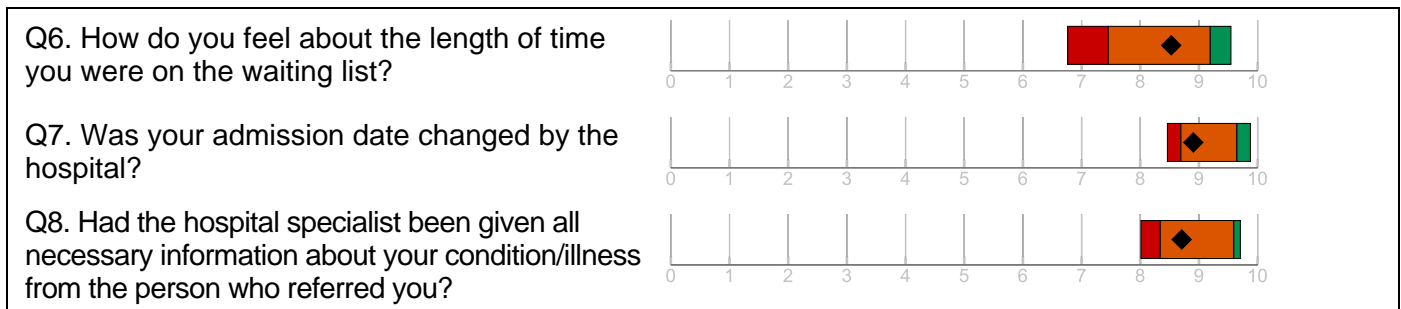 Q6. How do you feel about the length of time
you were on the waiting list?
0 1 2 3 4 5 6 7 8 9 10
Q7. Was your admission date changed by the
hospital?
0 1 2 3 4 5 6 7 8 9 10
Q8. Had the hospital specialist been given all
necessary information about your condition/illness
from the person who referred you?
0 1 2 3 4 5 6 7 8 9 10